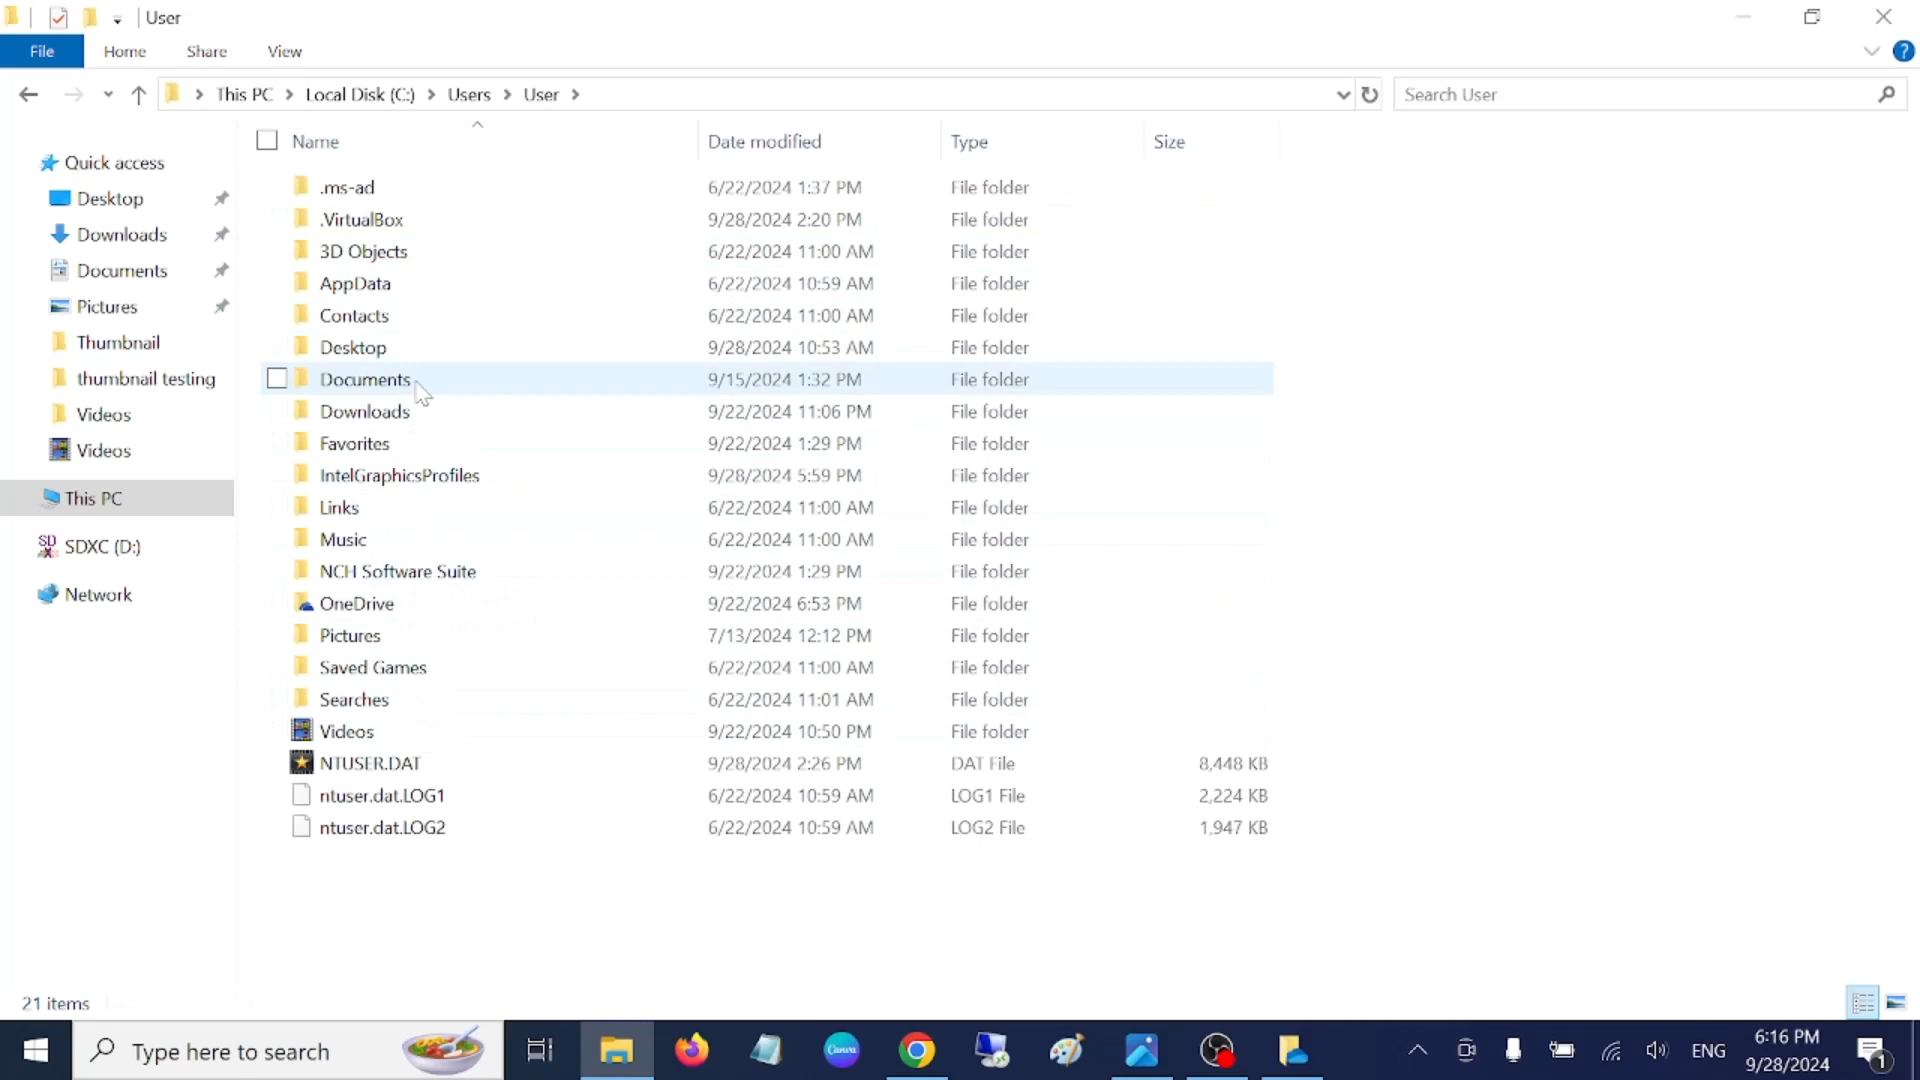 User
File Home Share View
This PC Local Disk (C:) Users User Search User
Name Date modified Type Size
Quick access
Desktop
Downloads
Documents
Pictures
Thumbnail
thumbnail testing
Videos
Videos
This PC
SD SDXC (D:)
Network
.ms-ad 6/22/2024 1:37 PM File folder
.VirtualBox 9/28/2024 2:20 PM File folder
3D Objects 6/22/2024 11:00 AM File folder
AppData 6/22/2024 10:59 AM File folder
Contacts 6/22/2024 11:00 AM File folder
Desktop 9/28/2024 10:53 AM File folder
Documents 9/15/2024 1:32 PM File folder
Downloads 9/22/2024 11:06 PM File folder
Favorites 9/22/2024 1:29 PM File folder
IntelGraphicsProfiles 9/28/2024 5:59 PM File folder
Links 6/22/2024 11:00 AM File folder
Music 6/22/2024 11:00 AM File folder
NCH Software Suite 9/22/2024 1:29 PM File folder
OneDrive 9/22/2024 6:53 PM File folder
Pictures 7/13/2024 12:12 PM File folder
Saved Games 6/22/2024 11:00 AM File folder
Searches 6/22/2024 11:01 AM File folder
Videos 9/22/2024 10:50 PM File folder
NTUSER.DAT 9/28/2024 2:26 PM DAT File 8,448 KB
ntuser.dat.LOG1 6/22/2024 10:59 AM LOG1 File 2,224 KB
ntuser.dat.LOG2 6/22/2024 10:59 AM LOG2 File 1,947 KB
21 items
Type here to search Canva ENG 6:16 PM 1
9/28/2024